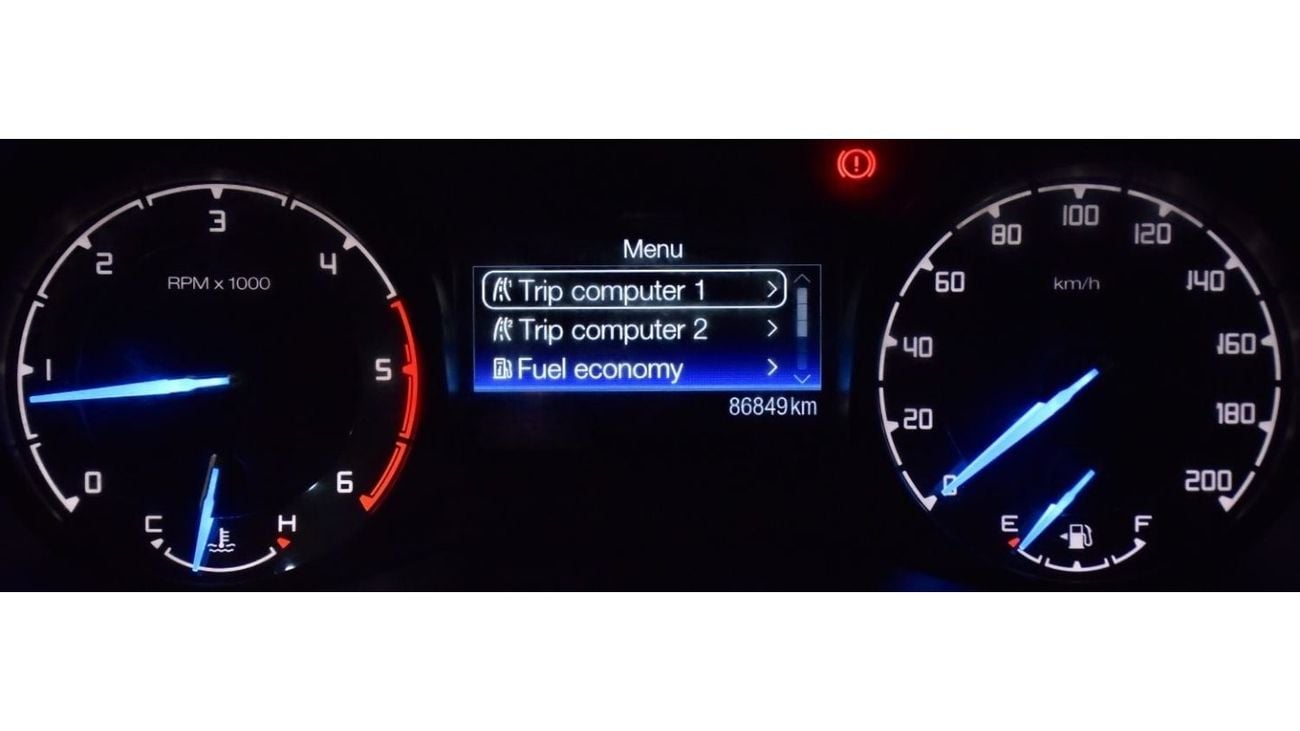 Menu
Trip computer 1
Trip computer 2
Fuel economy
86849km
RPM x 1000
0
1
2
3
4
5
6
C
H
km/h
0
20
40
60
80
100
120
140
160
180
200
E
F